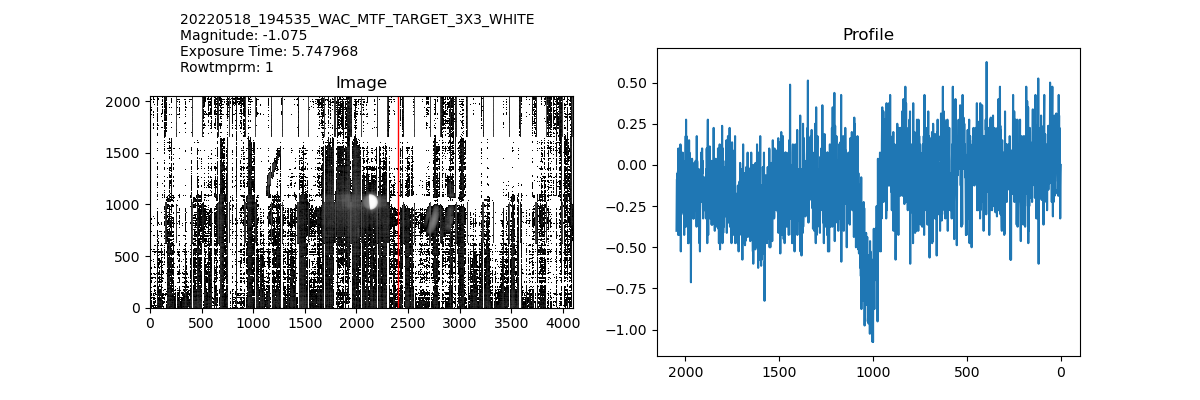 20220518_194535_WAC_MTF_TARGET_3X3_WHITE
Magnitude: -1.075
Exposure Time: 5.747968
Rowtmprm: 1
Image
2000
1500
1000
500
0
0 500 1000 1500 2000 2500 3000 3500 4000
Profile
0.50
0.25
0.00
−0.25
−0.50
−0.75
−1.00
2000 1500 1000 500 0